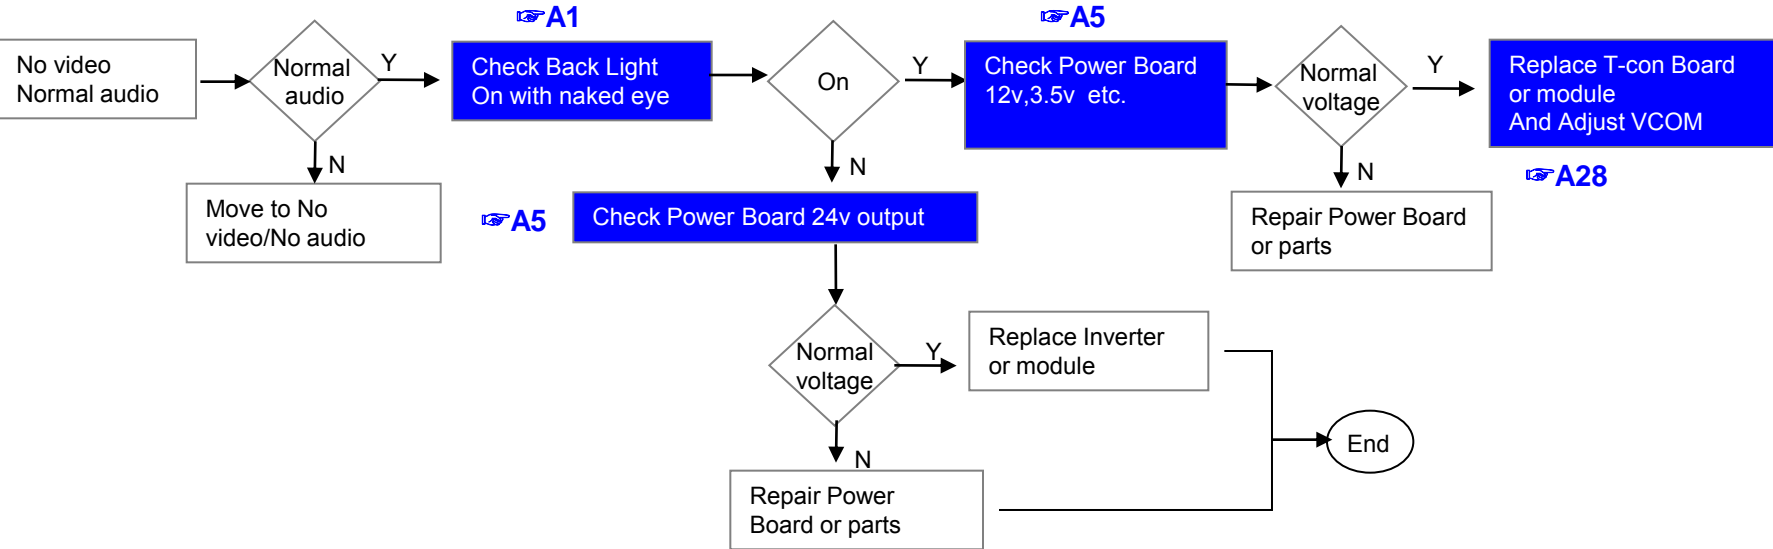 ☞A1
☞A5
No video
Normal audio
Normal
audio
Y
Check Back Light
On with naked eye
On
Y
Check Power Board
12v,3.5v etc.
Normal
voltage
Y
Replace T-con Board
or module
And Adjust VCOM
N
N
N
☞A28
Move to No
video/No audio
☞A5
Check Power Board 24v output
Repair Power Board
or parts
Normal
voltage
Y
Replace Inverter
or module
End
N
Repair Power
Board or parts